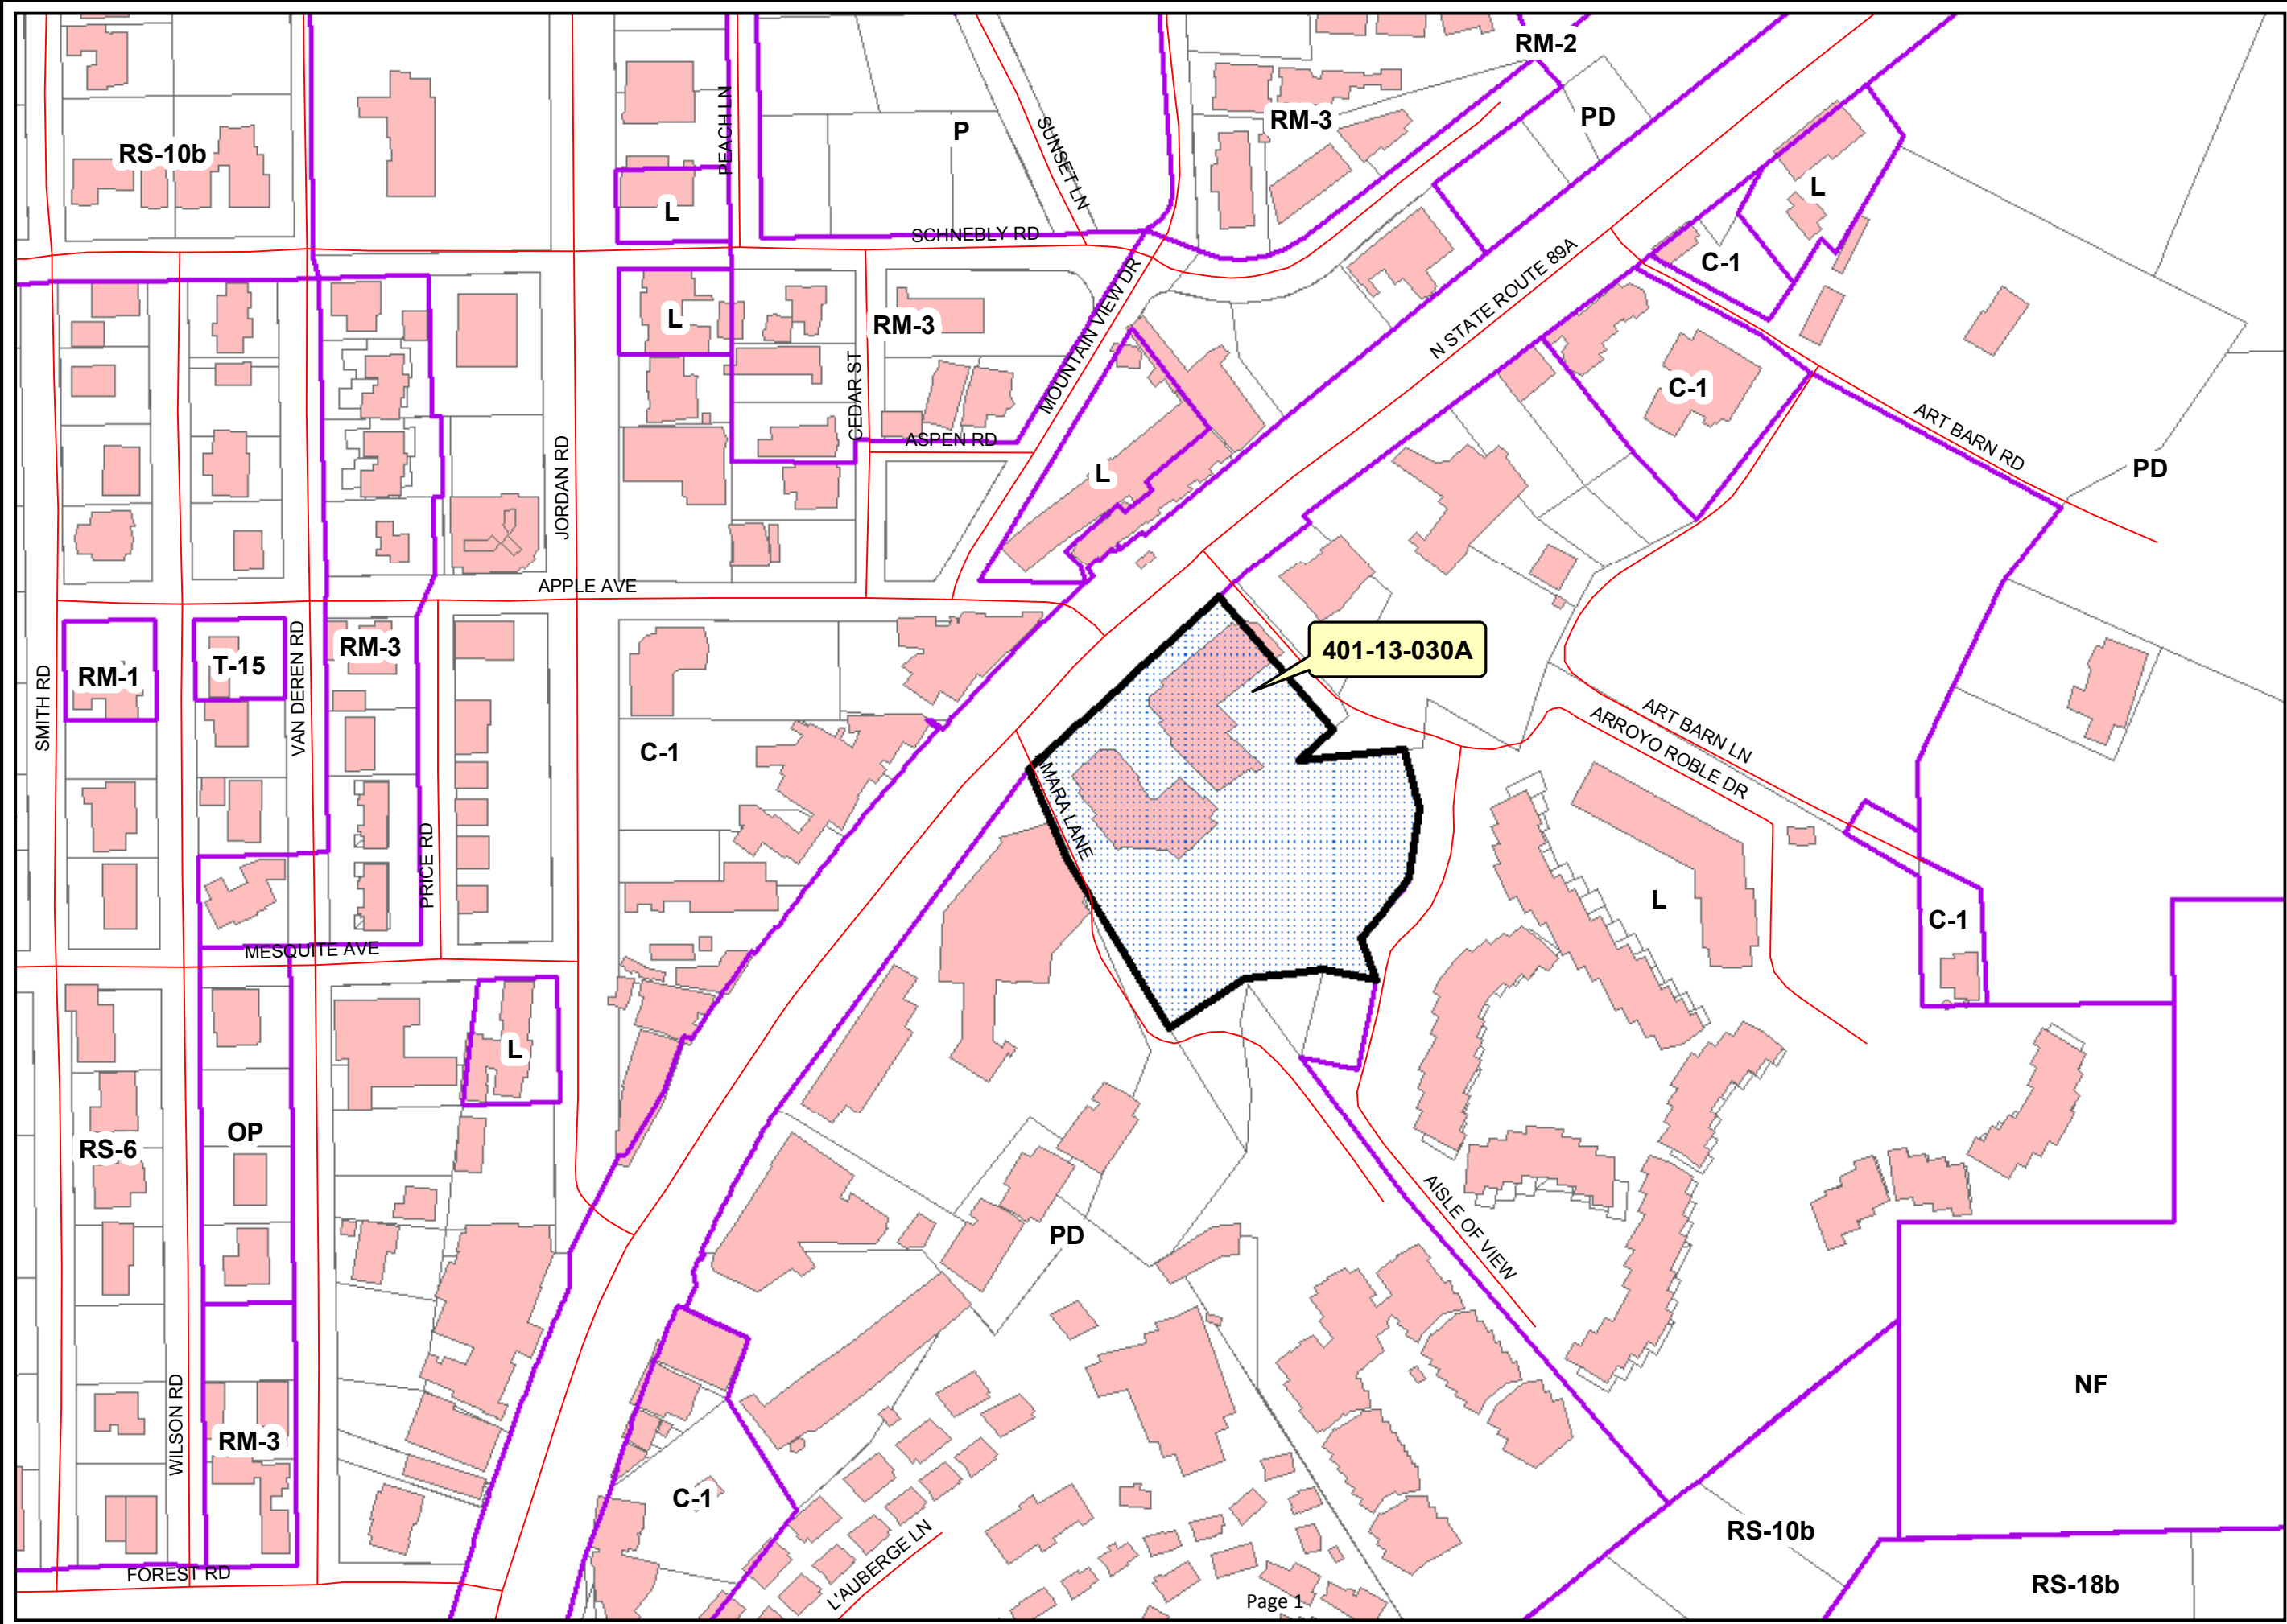 RM-2
PEACH LN
RM-3
PD
P
SUNSET LN
RS-10b
L
L
SCHNEBLY RD
C-1
N STATE ROUTE 89A
MOUNTAIN VIEW DR
L
RM-3
CEDAR ST
C-1
ART BARN RD
JORDAN RD
ASPEN RD
PD
L
APPLE AVE
401-13-030A
VAN DEREN RD
RM-3
T-15
RM-1
SMITH RD
C-1
MARA LANE
ART BARN LN
ARROYO ROBLE DR
PRICE RD
L
C-1
MESQUITE AVE
L
OP
RS-6
PD
AISLE OF VIEW
NF
WILSON RD
RM-3
C-1
L'AUBERGE LN
RS-10b
FOREST RD
RS-18b
Page 1